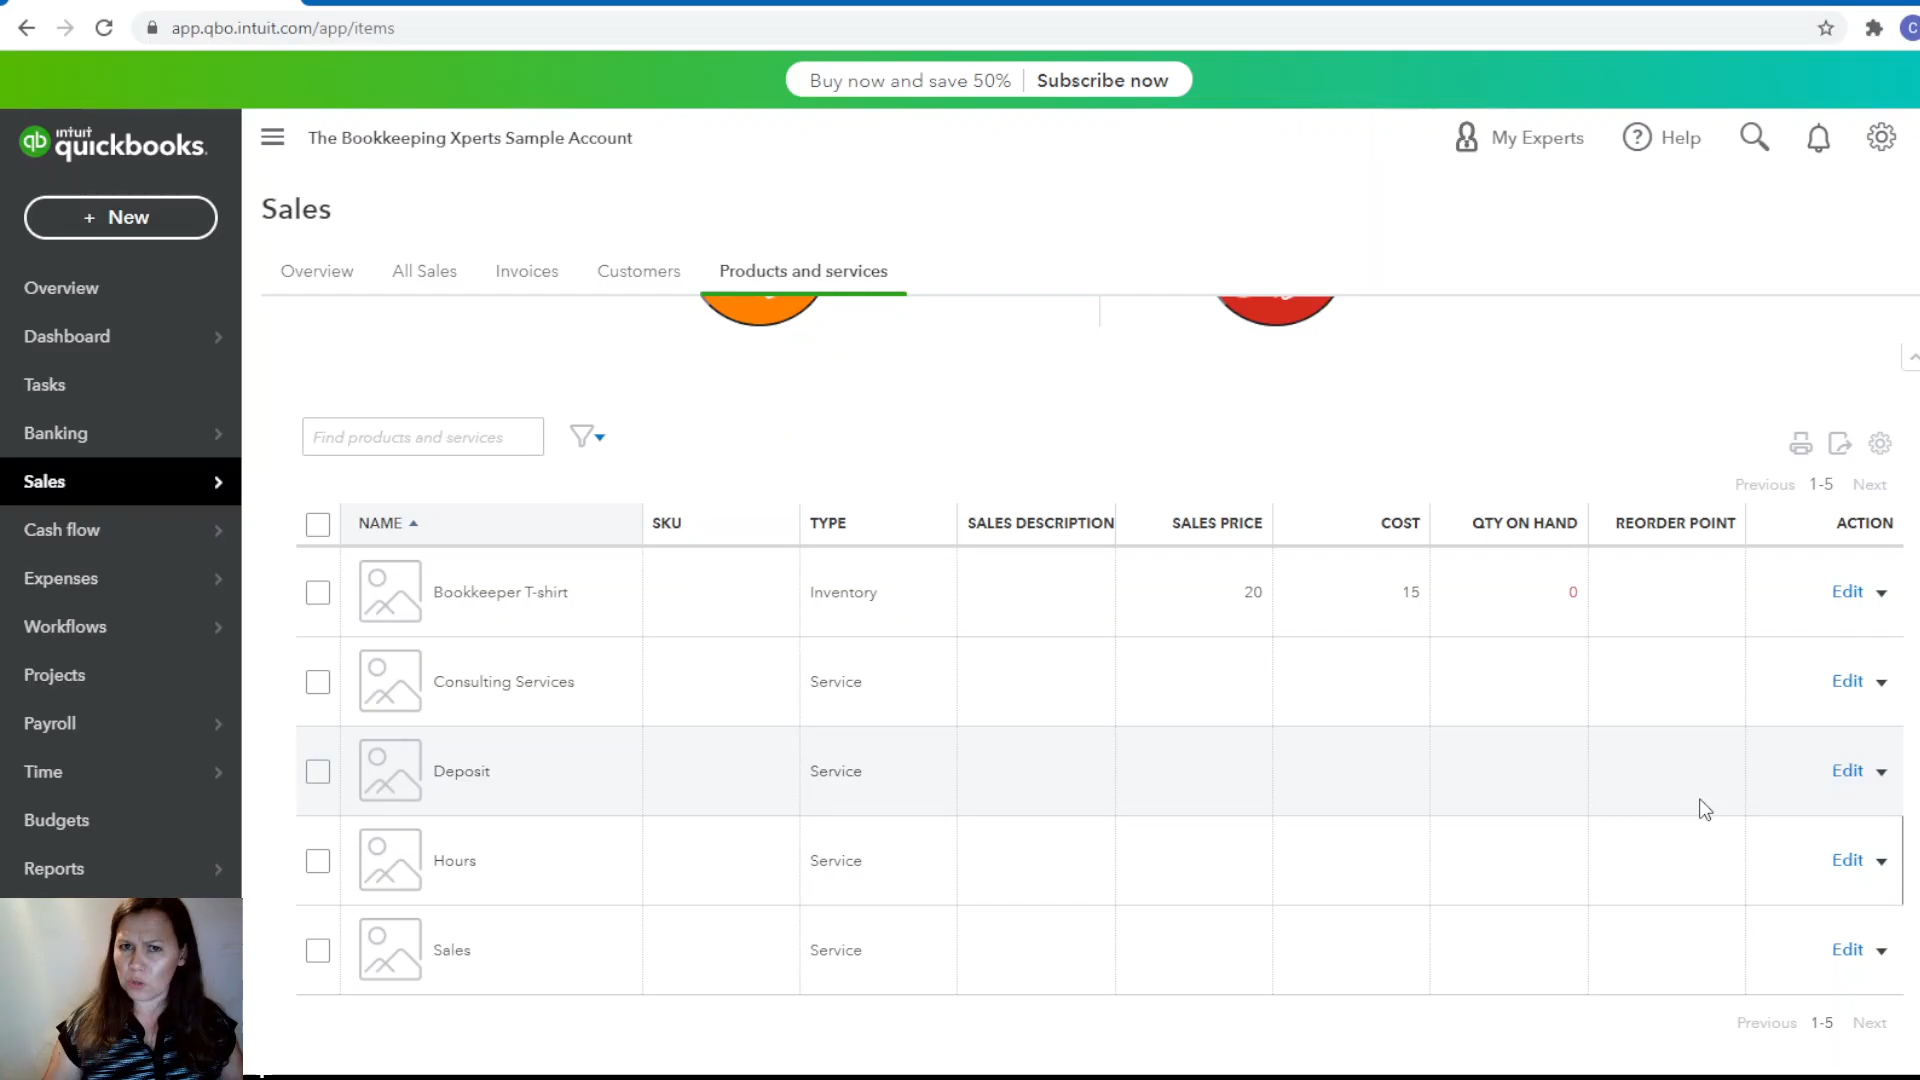 app.qbo.intuit.com/app/items
C
Buy now and save 50% Subscribe now
qb intuit quickbooks.
The Bookkeeping Xperts Sample Account
My Experts
? Help
+ New
Sales
Overview All Sales Invoices Customers Products and services
Overview
Dashboard
Tasks
Banking
Sales
Cash flow
Expenses
Workflows
Projects
Payroll
Time
Budgets
Reports
Find products and services
Previous 1-5 Next
NAME SKU TYPE SALES DESCRIPTION SALES PRICE COST QTY ON HAND REORDER POINT ACTION
Bookkeeper T-shirt Inventory 20 15 0 Edit
Consulting Services Service Edit
Deposit Service Edit
Hours Service Edit
Sales Service Edit
Previous 1-5 Next